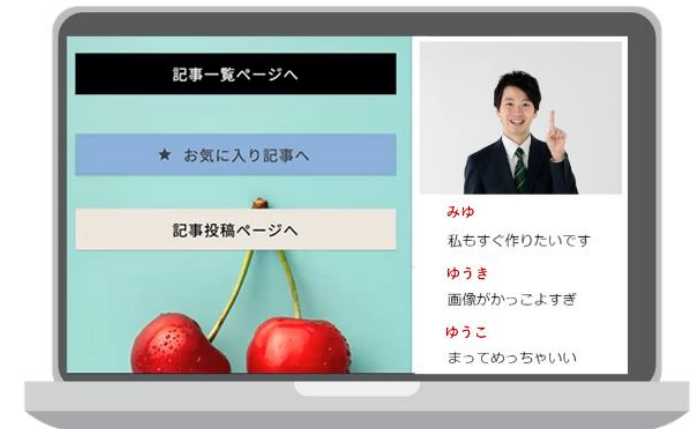 記事一覧ページへ
★ お気に入り記事へ
記事投稿ページへ
みゆ
私もすぐ作りたいです
ゆうき
画像がかっこよすぎ
ゆうこ
まってめっちゃいい